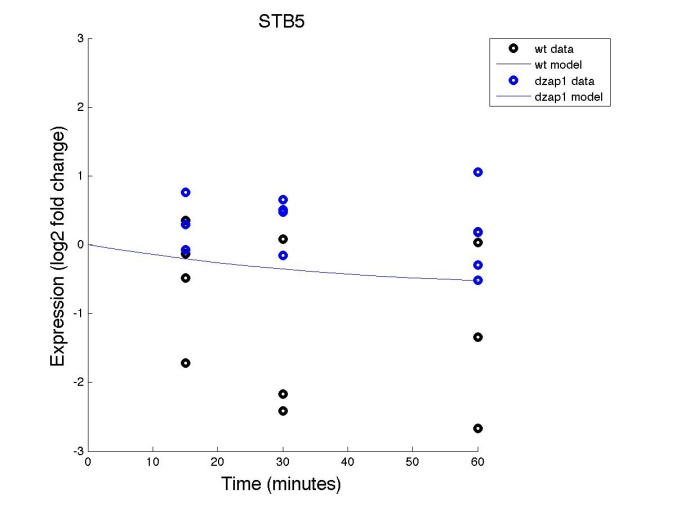 STB5
3
2
1
0
-1
-2
-3
Expression (log2 fold change)
0 10 20 30 40 50 60
Time (minutes)
wt data
wt model
dzap1 data
dzap1 model